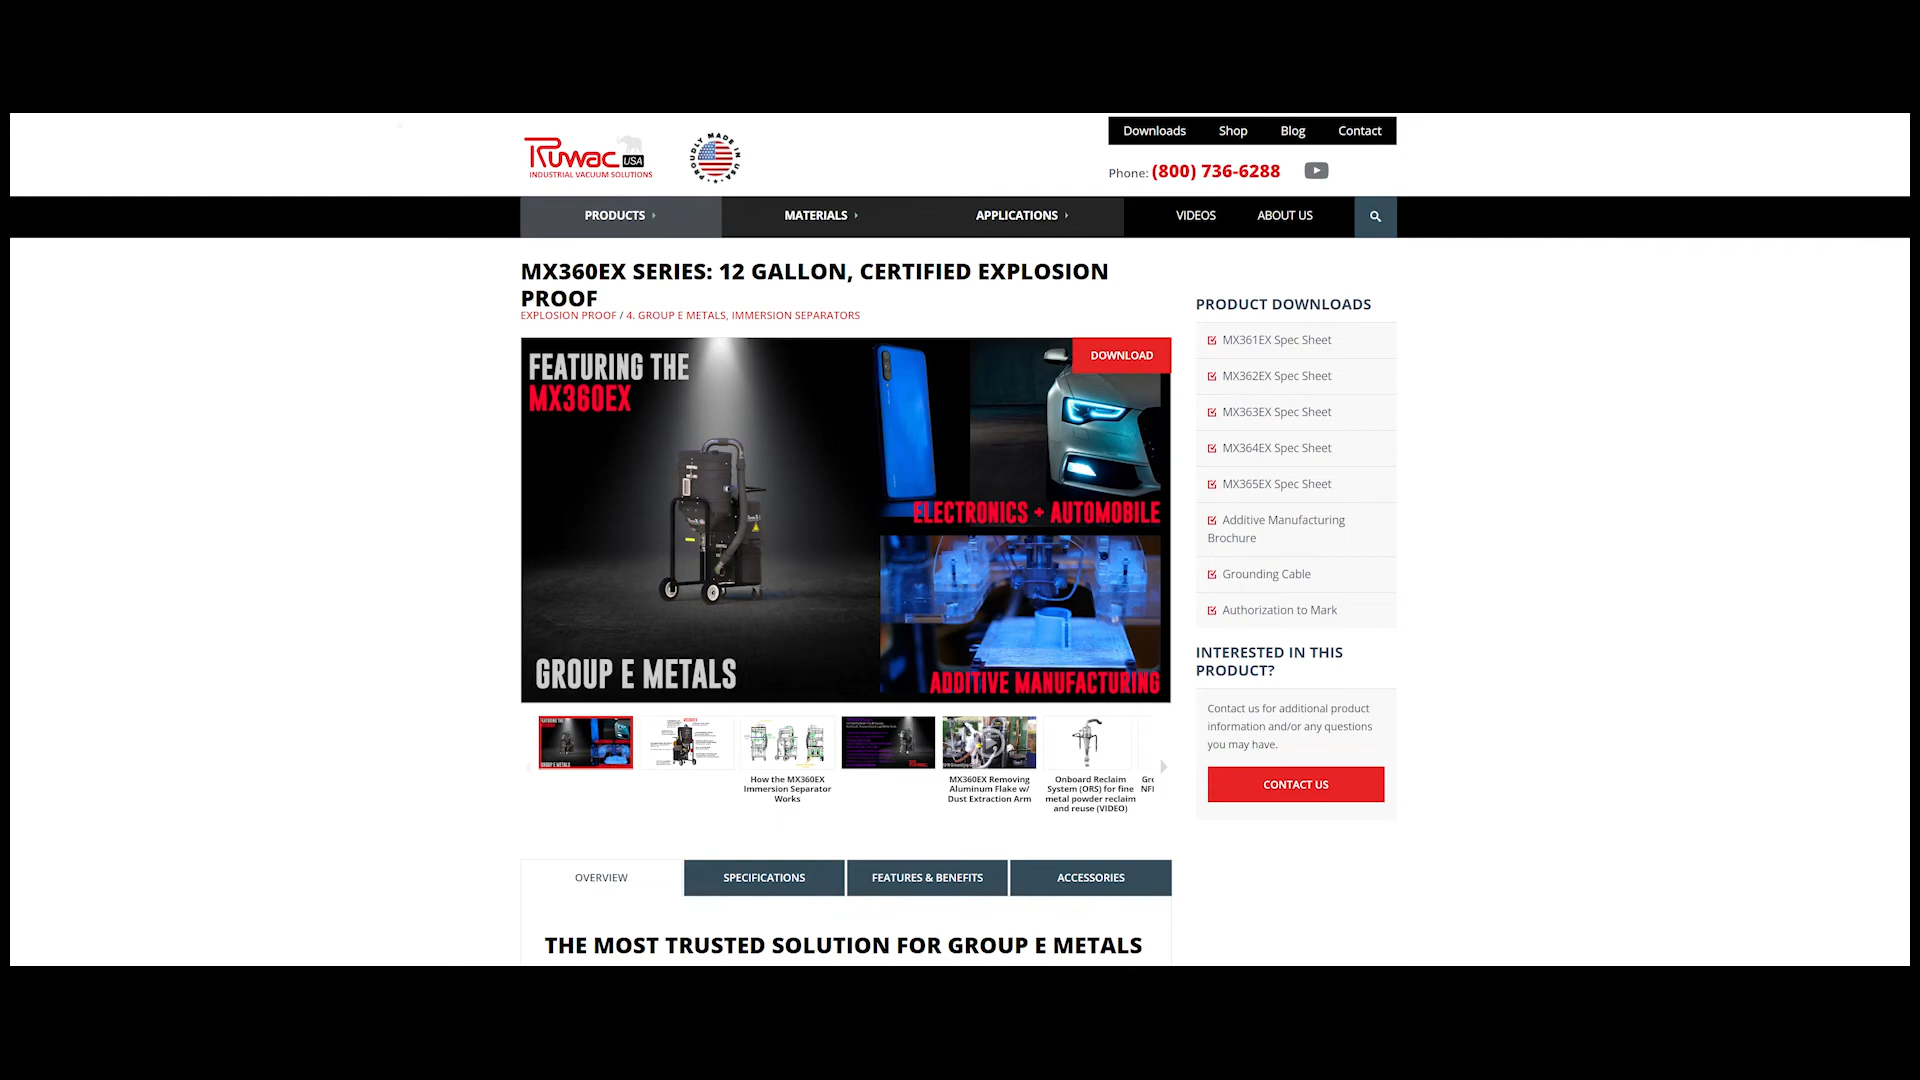 Downloads Shop Blog Contact
Ruwac USA
INDUSTRIAL VACUUM SOLUTIONS
PROUDLY MADE IN USA
Phone: (800) 736-6288
PRODUCTS MATERIALS APPLICATIONS VIDEOS ABOUT US
MX360EX SERIES: 12 GALLON, CERTIFIED EXPLOSION
PROOF
EXPLOSION PROOF / 4. GROUP E METALS, IMMERSION SEPARATORS
FEATURING THE
MX360EX
DOWNLOAD
ELECTRONICS + AUTOMOBILE
GROUP E METALS
ADDITIVE MANUFACTURING
How the MX360EX
Immersion Separator
Works
MX360EX Removing
Aluminum Flake w/
Dust Extraction Arm
Onboard Reclaim
System (ORS) for fine
metal powder reclaim
and reuse (VIDEO)
OVERVIEW SPECIFICATIONS FEATURES & BENEFITS ACCESSORIES
THE MOST TRUSTED SOLUTION FOR GROUP E METALS
PRODUCT DOWNLOADS
MX361EX Spec Sheet
MX362EX Spec Sheet
MX363EX Spec Sheet
MX364EX Spec Sheet
MX365EX Spec Sheet
Additive Manufacturing
Brochure
Grounding Cable
Authorization to Mark
INTERESTED IN THIS
PRODUCT?
Contact us for additional product
information and/or any questions
you may have.
CONTACT US